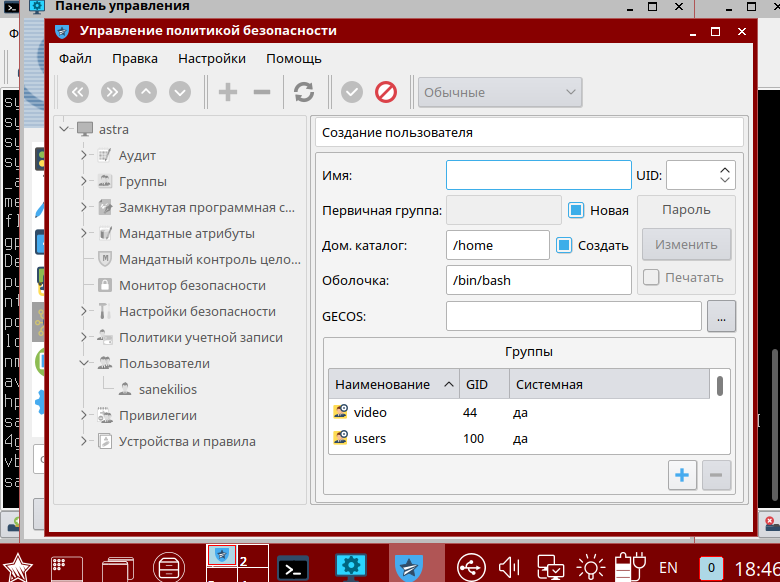 Панель управления
Управление политикой безопасности
Файл Правка Настройки Помощь
Обычные
astra
Аудит
Группы
Замкнутая программная с...
Мандатные атрибуты
Мандатный контроль цело...
Монитор безопасности
Настройки безопасности
Политики учетной записи
Пользователи
sanekilios
Привилегии
Устройства и правила
Создание пользователя
Имя: UID:
Первичная группа: Новая Пароль
Дом. каталог: /home Создать Изменить
Оболочка: /bin/bash Печатать
GECOS: ...
Группы
Наименование GID Системная
video 44 да
users 100 да
2
EN 0